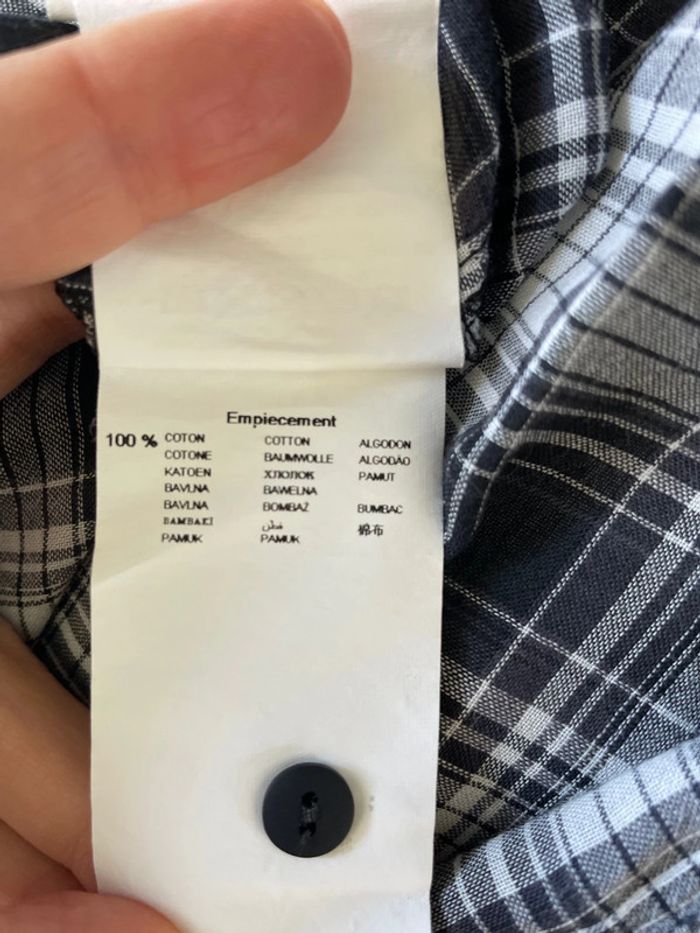 Empiecement
100 % COTON COTTON ALGODON
COTONE BAUMWOLLE ALGODÃO
KATOEN ХЛОПОК PAMUT
BAVLNA BAWELNA
BAVLNA BOMBAŽ BUMBAC
BAMBAKI قطن 棉布
PAMUK PAMUK